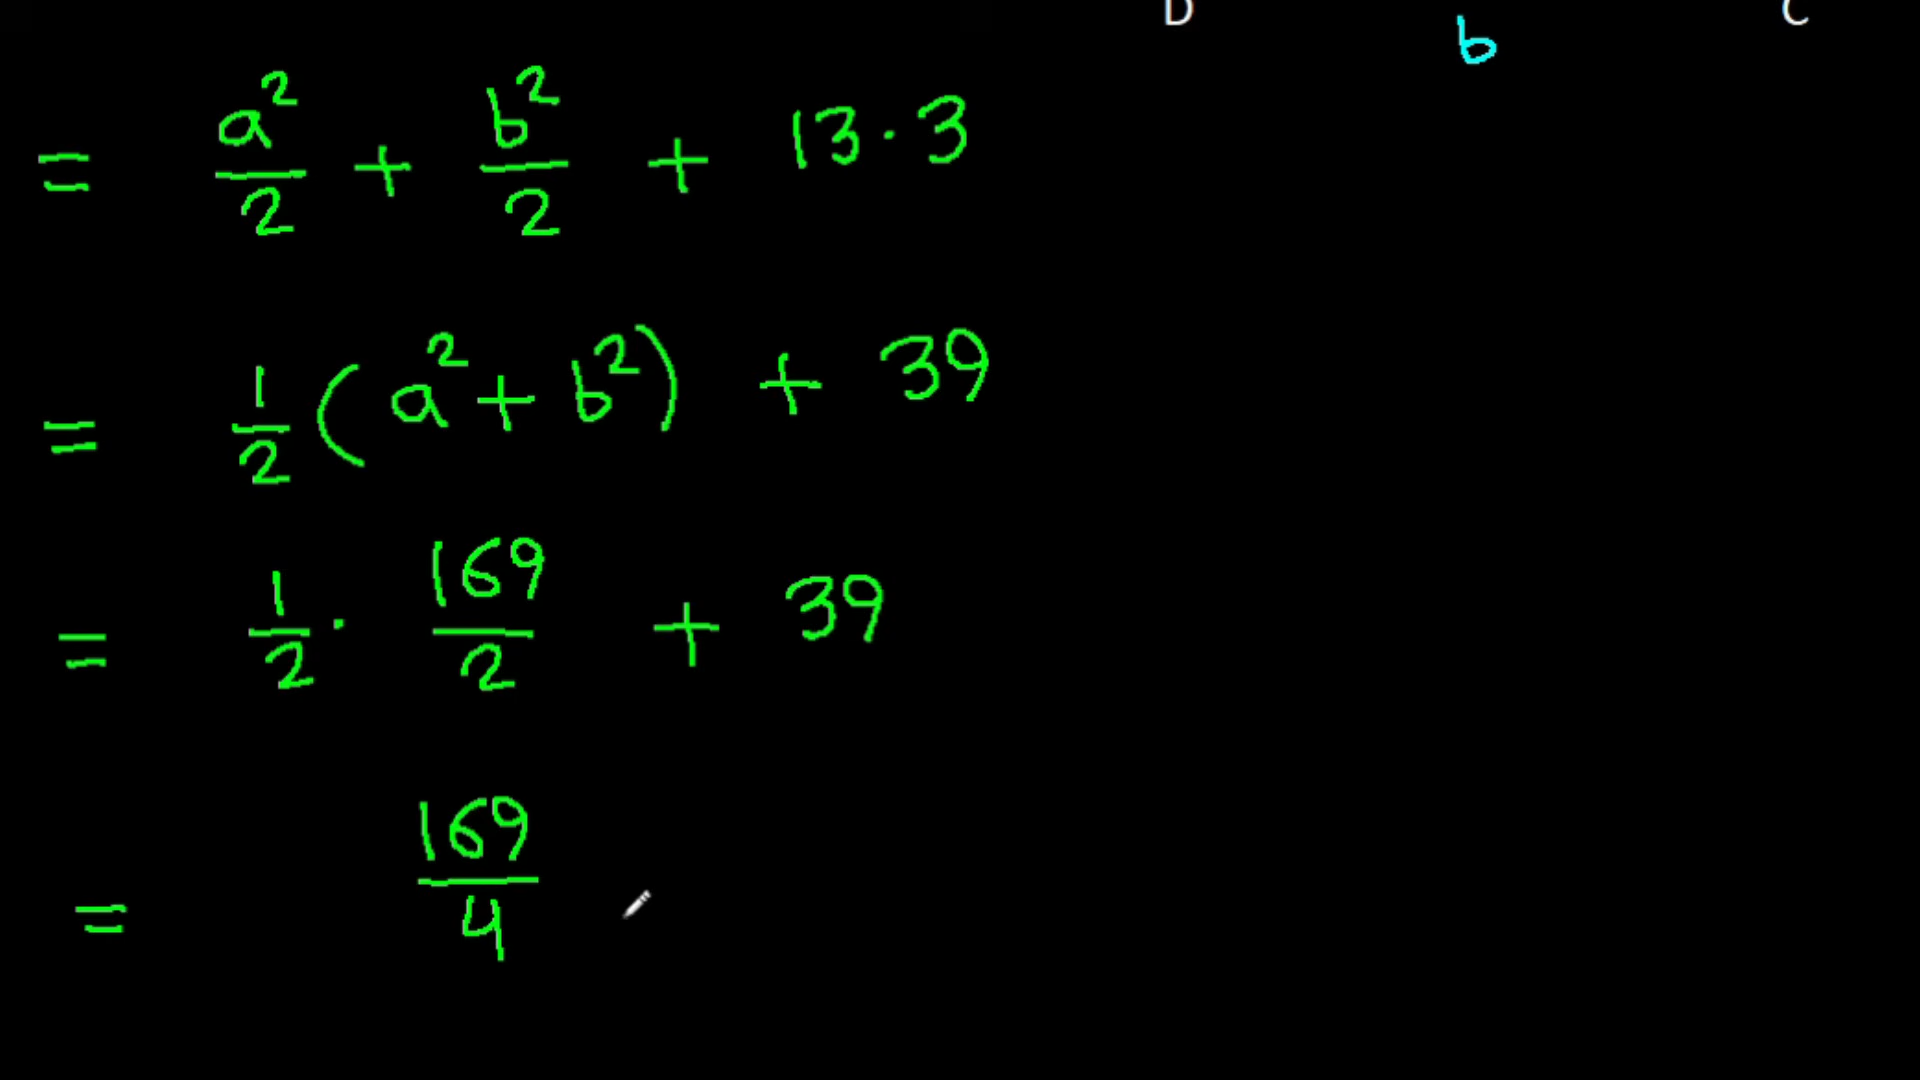 D b C
= a²/2 + b²/2 + 13·3
= 1/2 (a² + b²) + 39
= 1/2 · 169/2 + 39
= 169/4